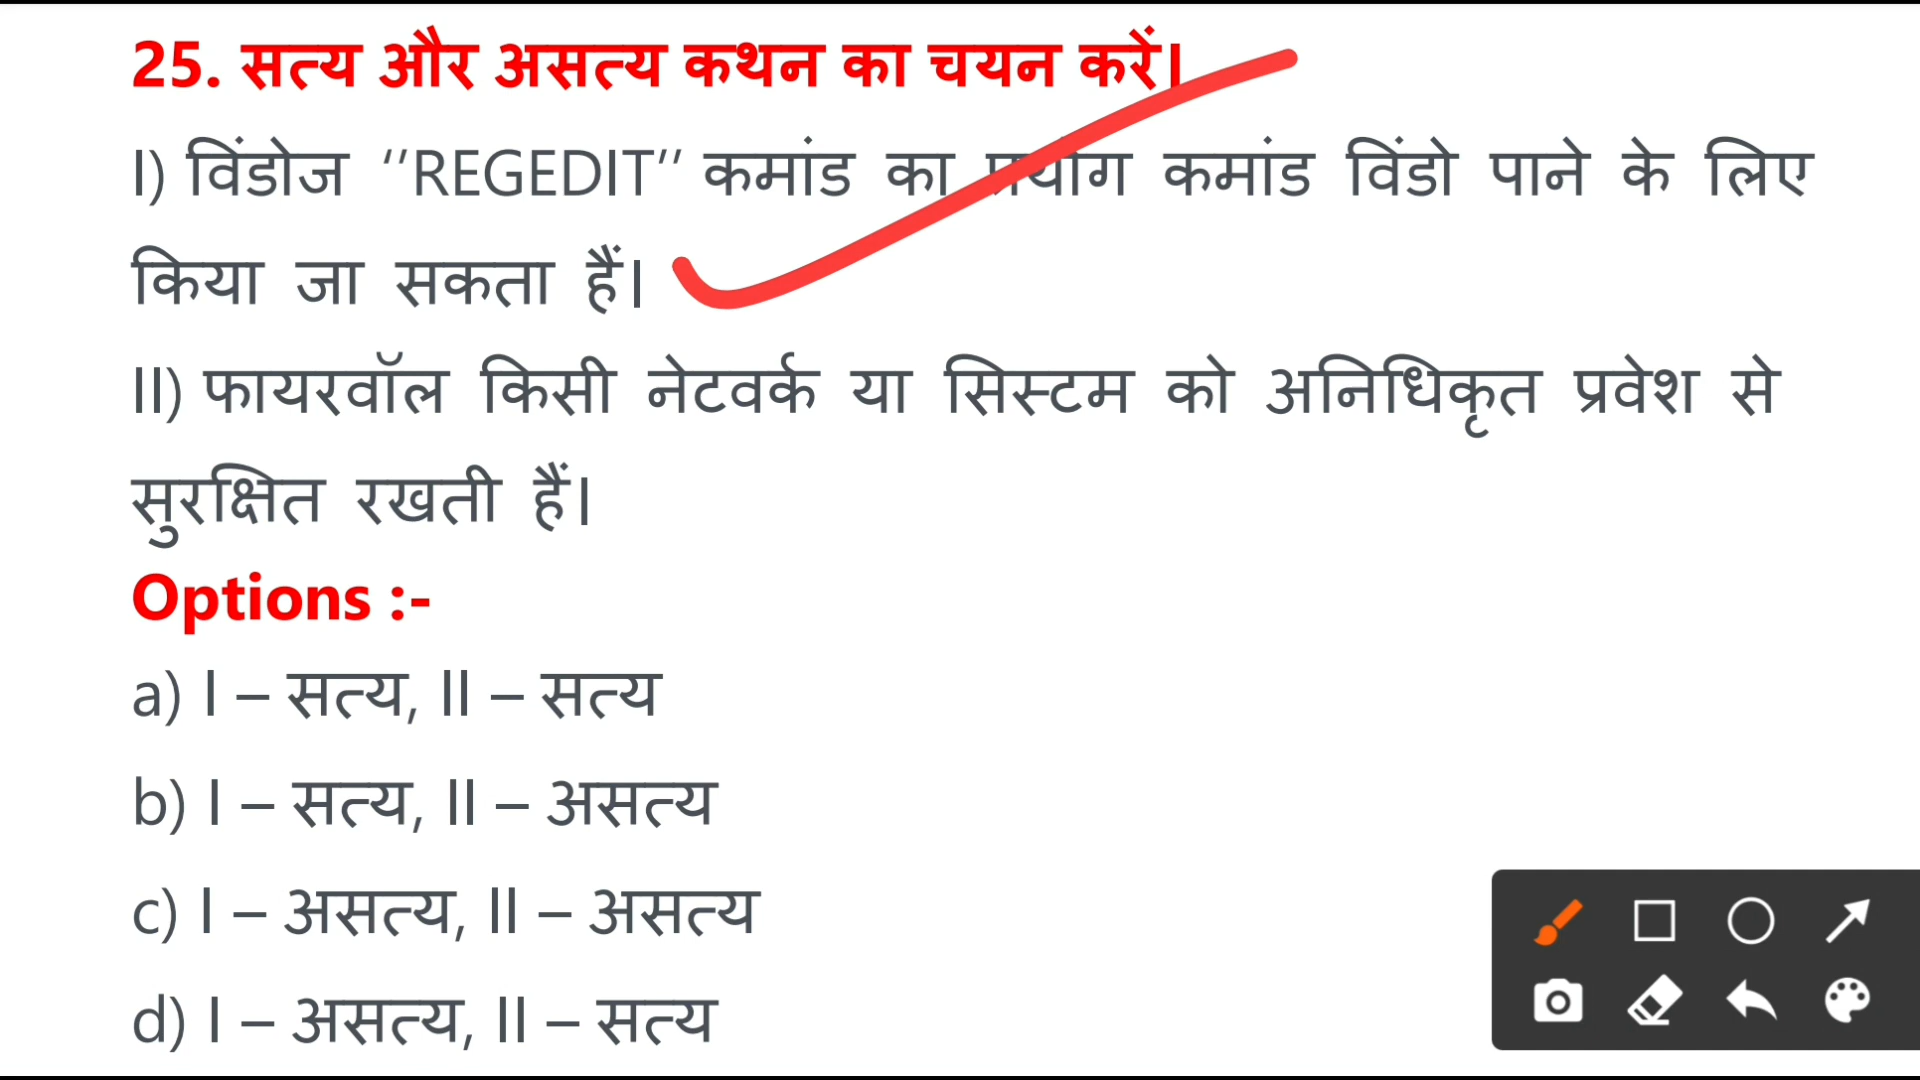 25. सत्य और असत्य कथन का चयन करें।
I) विंडोज ‘‘REGEDIT’’ कमांड का प्रयोग कमांड विंडो पाने के लिए
किया जा सकता हैं।
II) फायरवॉल किसी नेटवर्क या सिस्टम को अनिधिकृत प्रवेश से
सुरक्षित रखती हैं।
Options :-
a) I – सत्य, II – सत्य
b) I – सत्य, II – असत्य
c) I – असत्य, II – असत्य
d) I – असत्य, II – सत्य